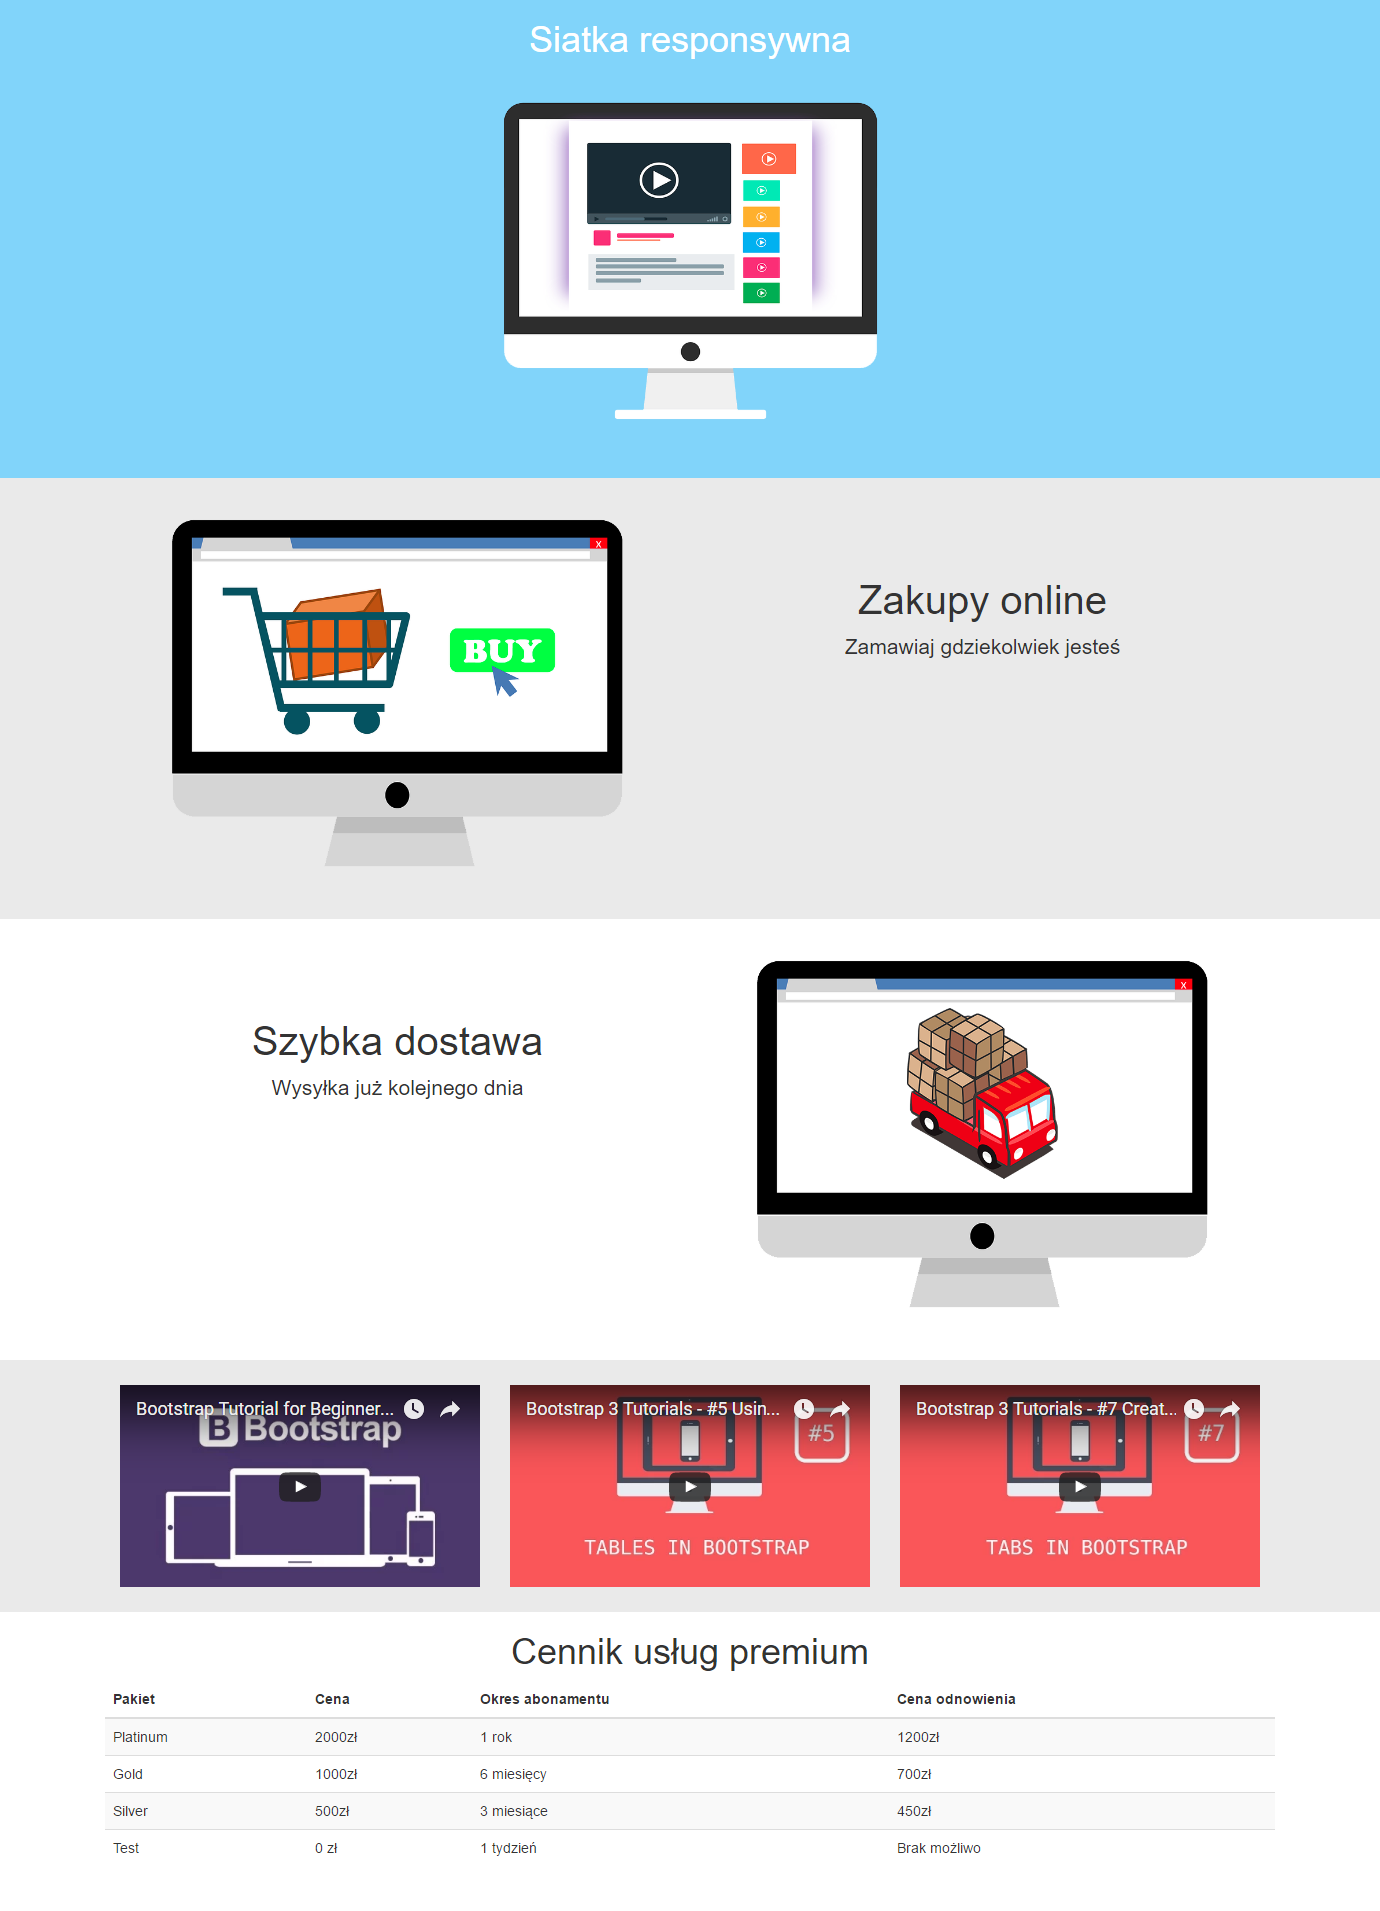 Siatka responsywna
X
BUY
Zakupy online
Zamawiaj gdziekolwiek jesteś
X
Szybka dostawa
Wysyłka już kolejnego dnia
Bootstrap Tutorial for Beginner...
B Bootstrap
Bootstrap 3 Tutorials - #5 Usin...
#5
TABLES IN BOOTSTRAP
Bootstrap 3 Tutorials - #7 Creat...
#7
TABS IN BOOTSTRAP
Cennik usług premium
Pakiet Cena Okres abonamentu Cena odnowienia
Platinum 2000zł 1 rok 1200zł
Gold 1000zł 6 miesięcy 700zł
Silver 500zł 3 miesiące 450zł
Test 0 zł 1 tydzień Brak możliwo